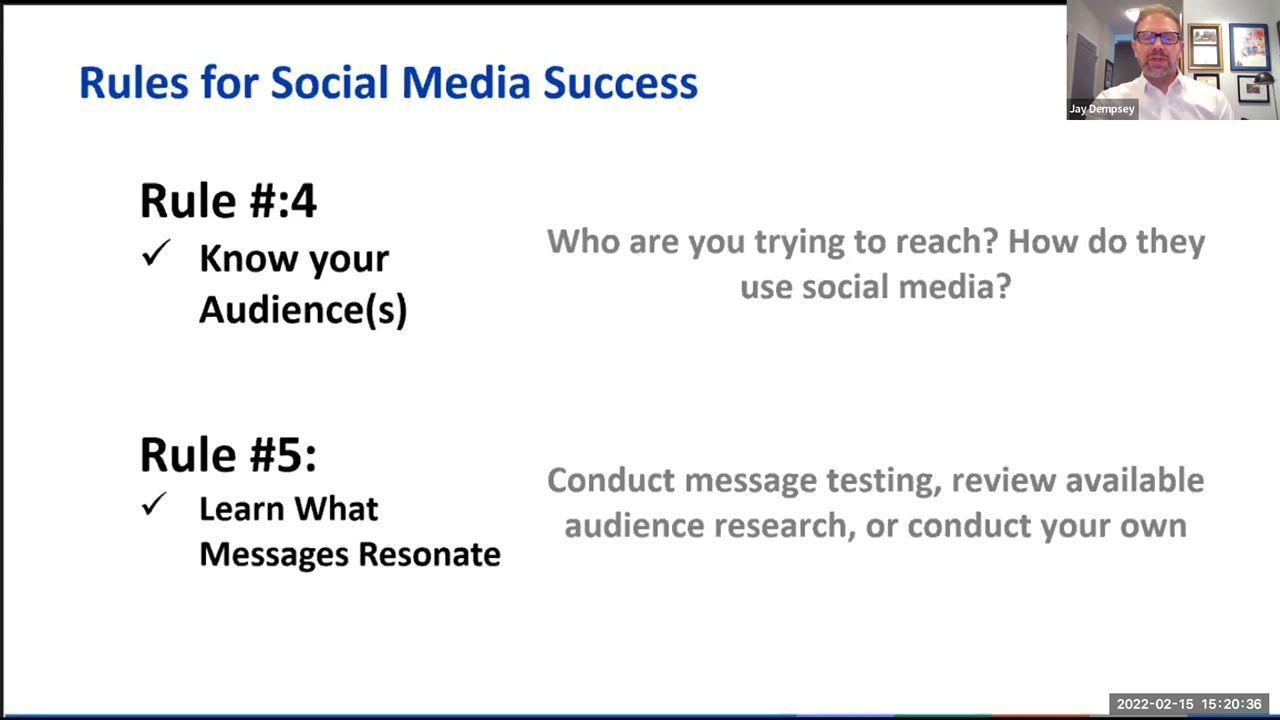 Rules for Social Media Success
Jay Dempsey
Rule #:4
✓ Know your
Audience(s)
Who are you trying to reach? How do they
use social media?
Rule #5:
✓ Learn What
Messages Resonate
Conduct message testing, review available
audience research, or conduct your own
2022-02-15 15:20:36